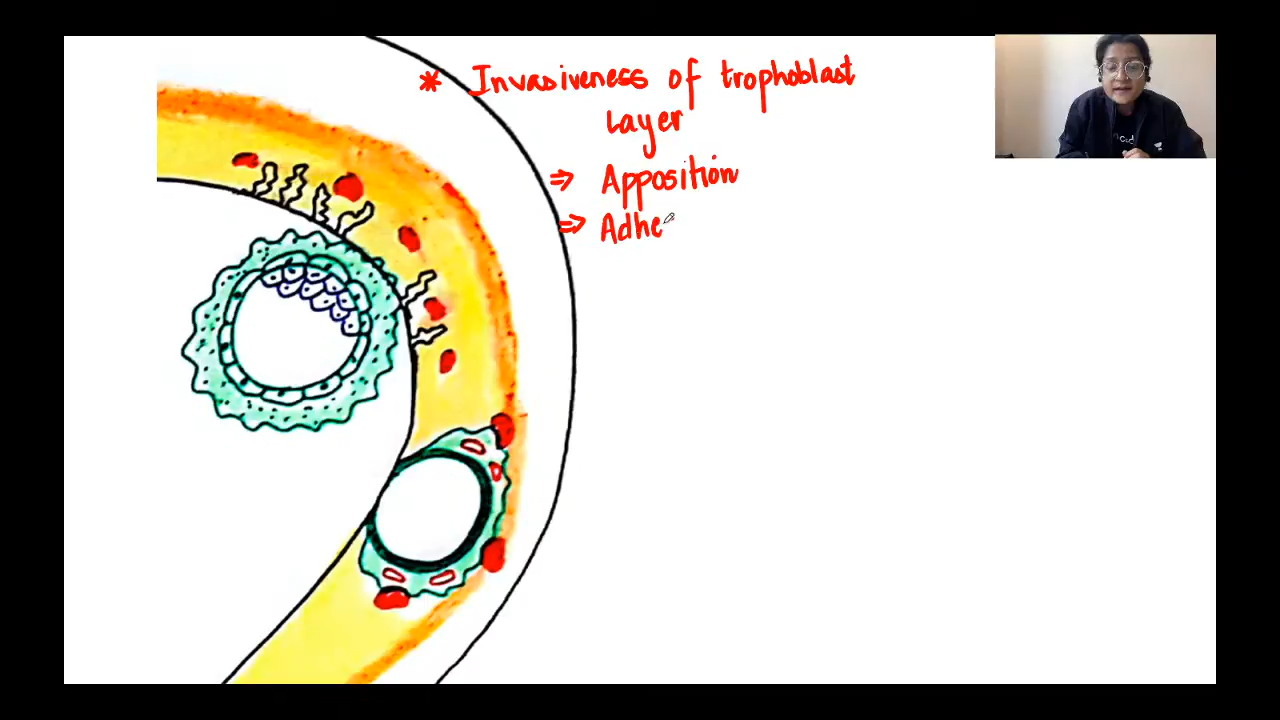 * Invasiveness of trophoblast
Layer
⇒ Apposition
⇒ Adhe